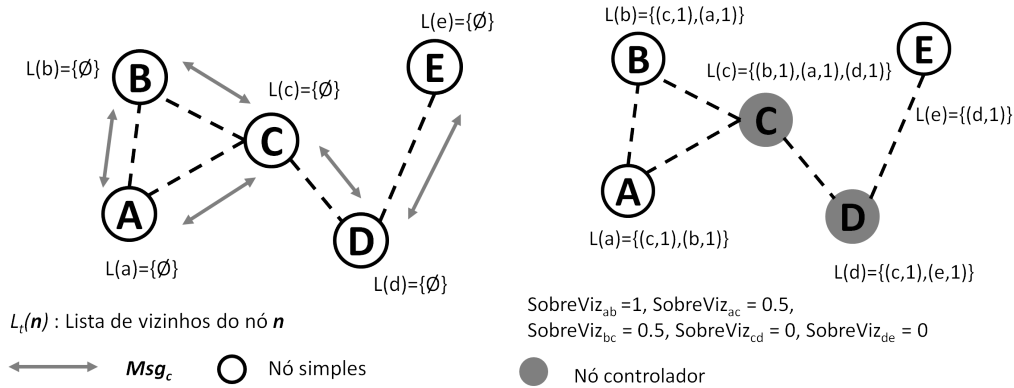 L(b)={Ø}
B
L(c)={Ø}
C
L(e)={Ø}
E
A
L(a)={Ø}
D
L(d)={Ø}
Lt(n) : Lista de vizinhos do nó n
Msgc
Nó simples
L(b)={(c,1),(a,1)}
B
L(c)={(b,1),(a,1),(d,1)}
C
E
L(e)={(d,1)}
A
L(a)={(c,1),(b,1)}
D
L(d)={(c,1),(e,1)}
SobreVizab =1, SobreVizac = 0.5,
SobreVizbc = 0.5, SobreVizcd = 0, SobreVizde = 0
Nó controlador